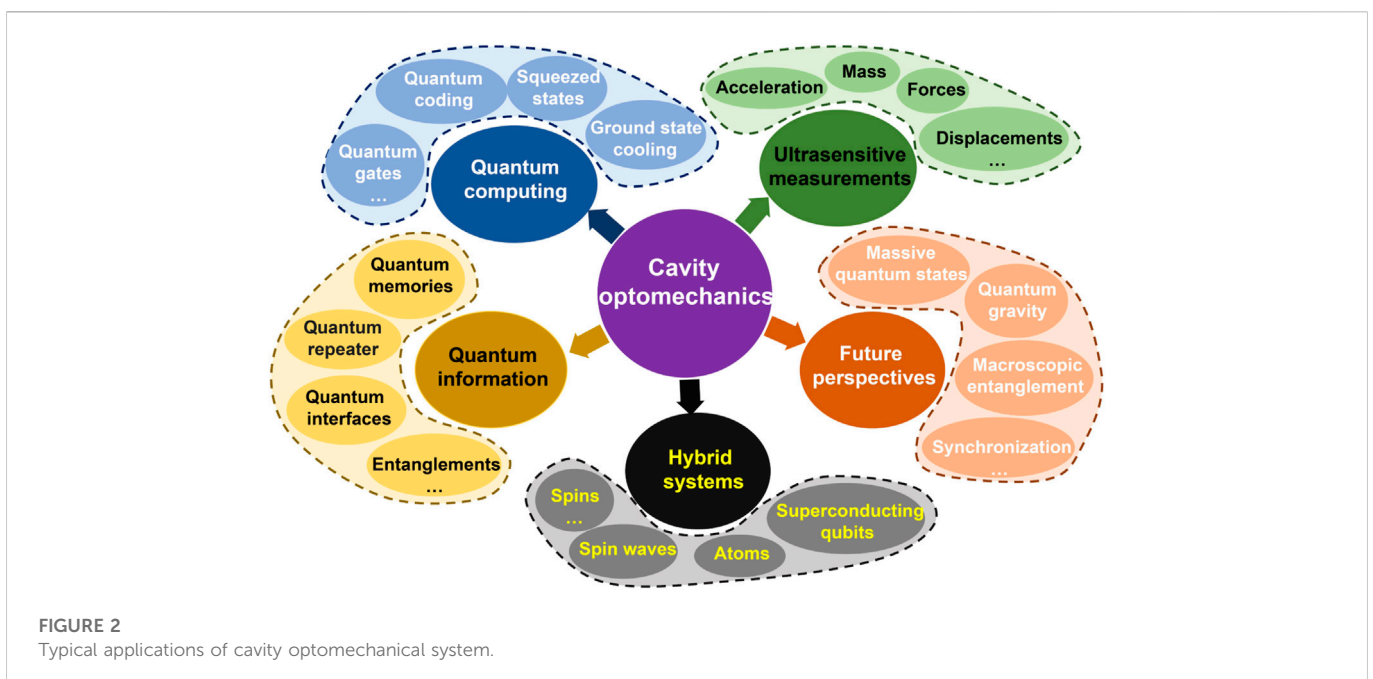 Quantum
coding
Squeezed
states
Ground state
cooling
Quantum
gates
...
Quantum
computing
Acceleration
Mass
Forces
Displacements
...
Ultrasensitive
measurements
Cavity
optomechanics
Quantum
memories
Quantum
repeater
Quantum
interfaces
Entanglements
...
Quantum
information
Massive
quantum states
Quantum
gravity
Macroscopic
entanglement
Synchronization
...
Future
perspectives
Hybrid
systems
Spins
...
Spin waves
Atoms
Superconducting
qubits
FIGURE 2
Typical applications of cavity optomechanical system.